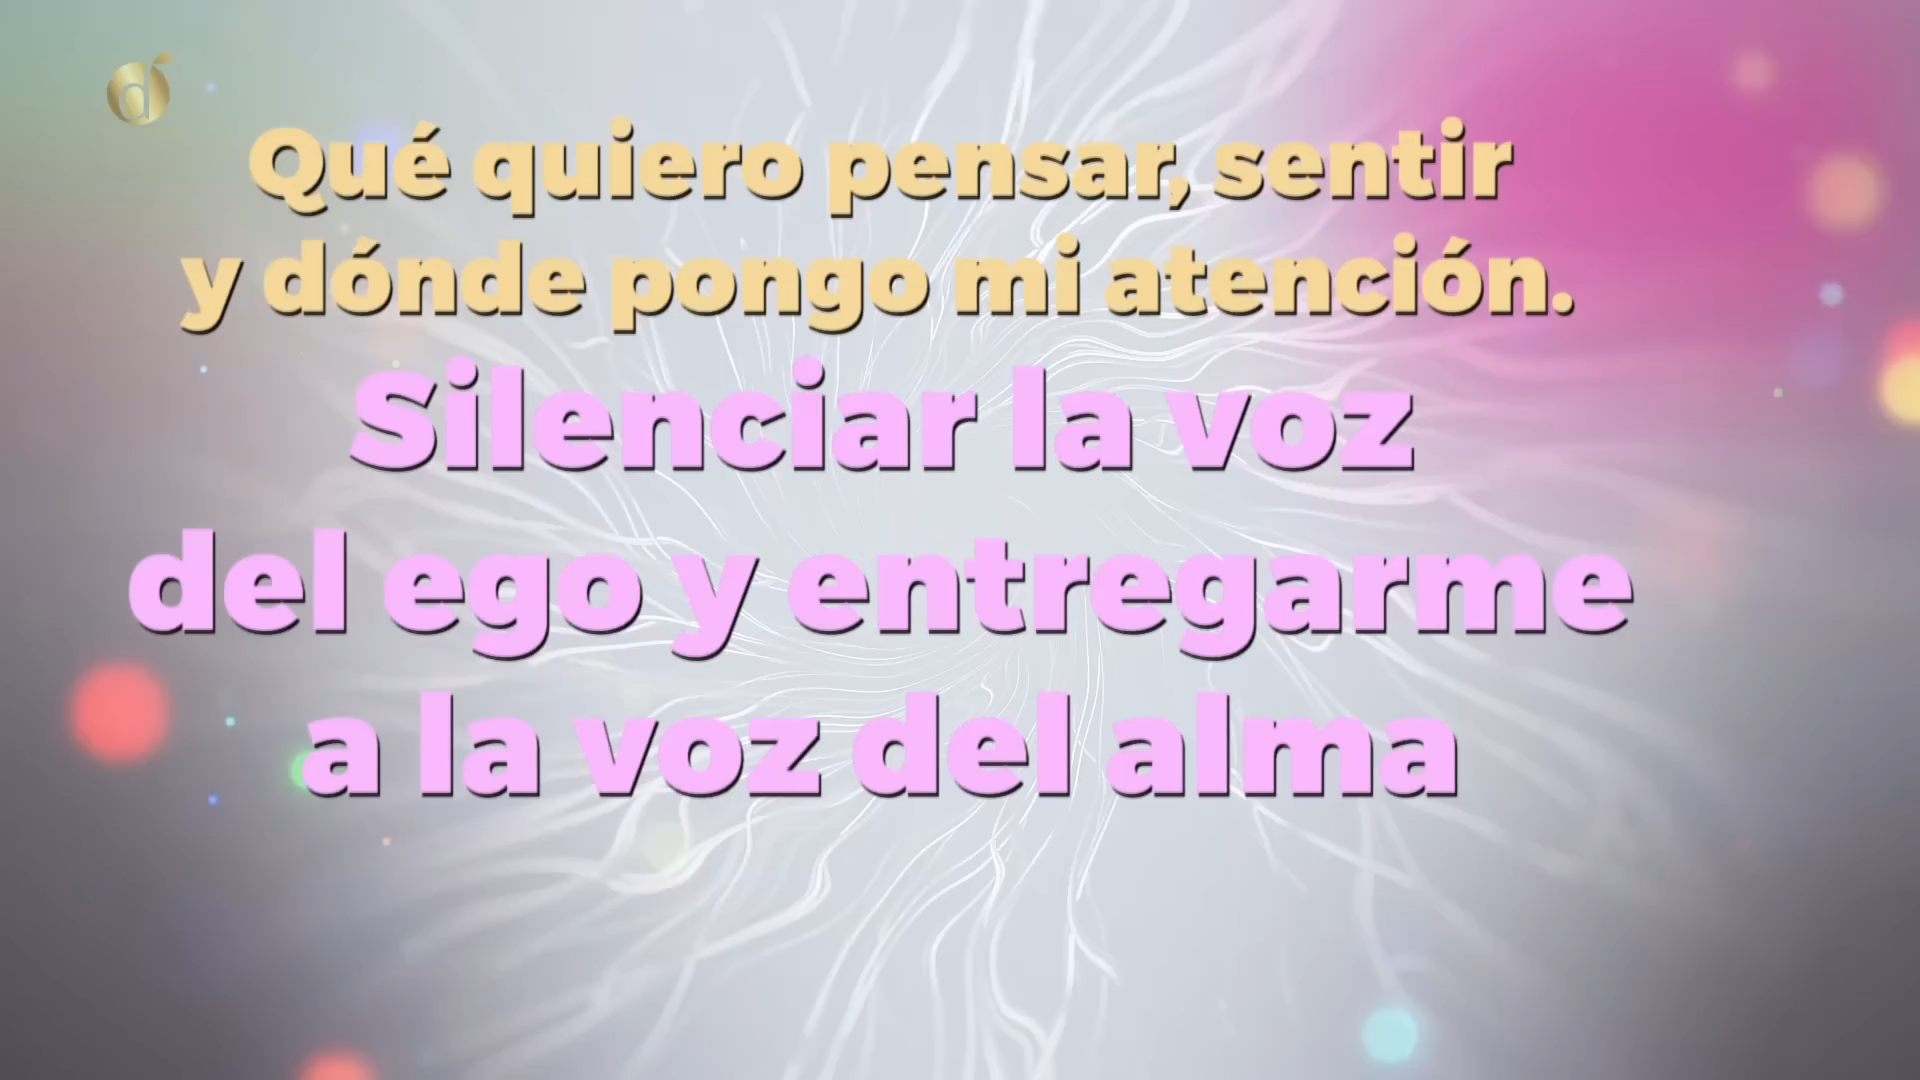 d
Qué quiero pensar, sentir
y dónde pongo mi atención.
Silenciar la voz
del ego y entregarme
a la voz del alma